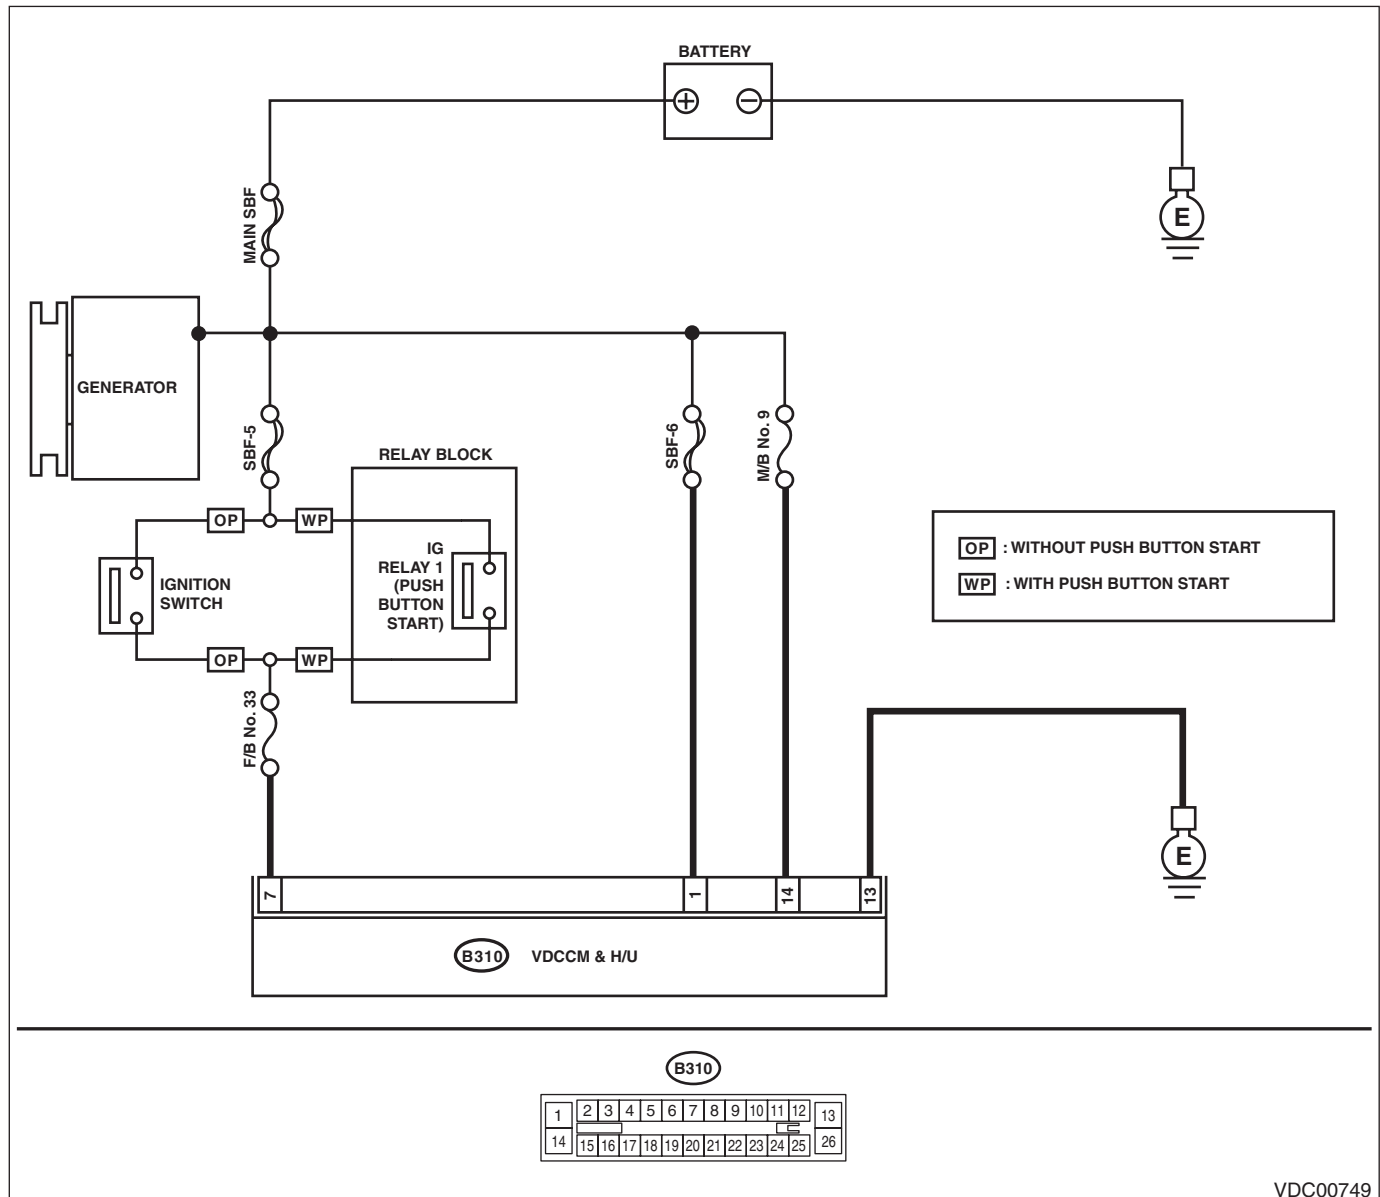 BATTERY
MAIN SBF
GENERATOR
SBF-5
RELAY BLOCK
SBF-6
M/B No. 9
OP
WP
IG
RELAY 1
(PUSH
BUTTON
START)
IGNITION
SWITCH
OP : WITHOUT PUSH BUTTON START
WP : WITH PUSH BUTTON START
OP
WP
F/B No. 33
E
E
7
1
14
13
B310 VDCCM & H/U
B310
1 2 3 4 5 6 7 8 9 10 11 12 13
14 15 16 17 18 19 20 21 22 23 24 25 26
VDC00749